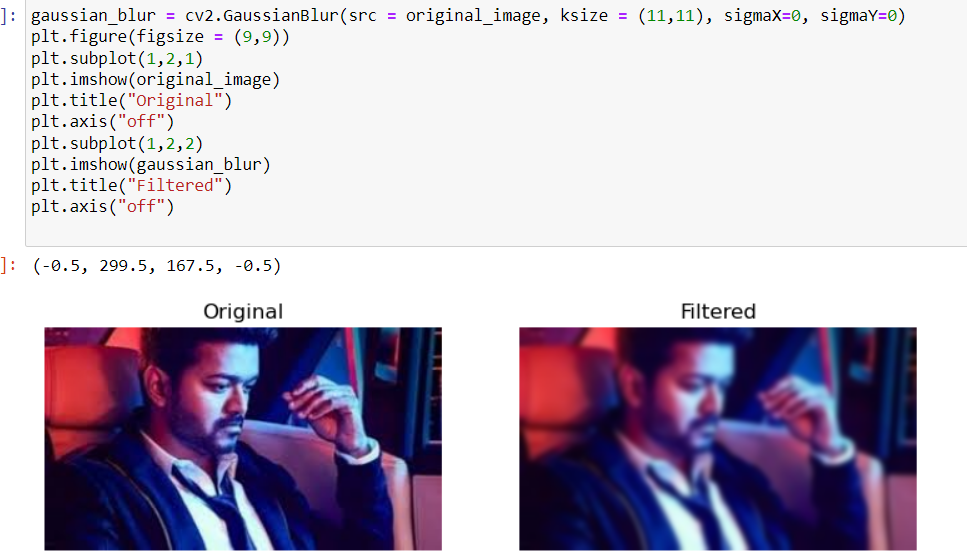 ]: gaussian_blur = cv2.GaussianBlur(src = original_image, ksize = (11,11), sigmaX=0, sigmaY=0)
plt.figure(figsize = (9,9))
plt.subplot(1,2,1)
plt.imshow(original_image)
plt.title("Original")
plt.axis("off")
plt.subplot(1,2,2)
plt.imshow(gaussian_blur)
plt.title("Filtered")
plt.axis("off")
]: (-0.5, 299.5, 167.5, -0.5)
Original Filtered